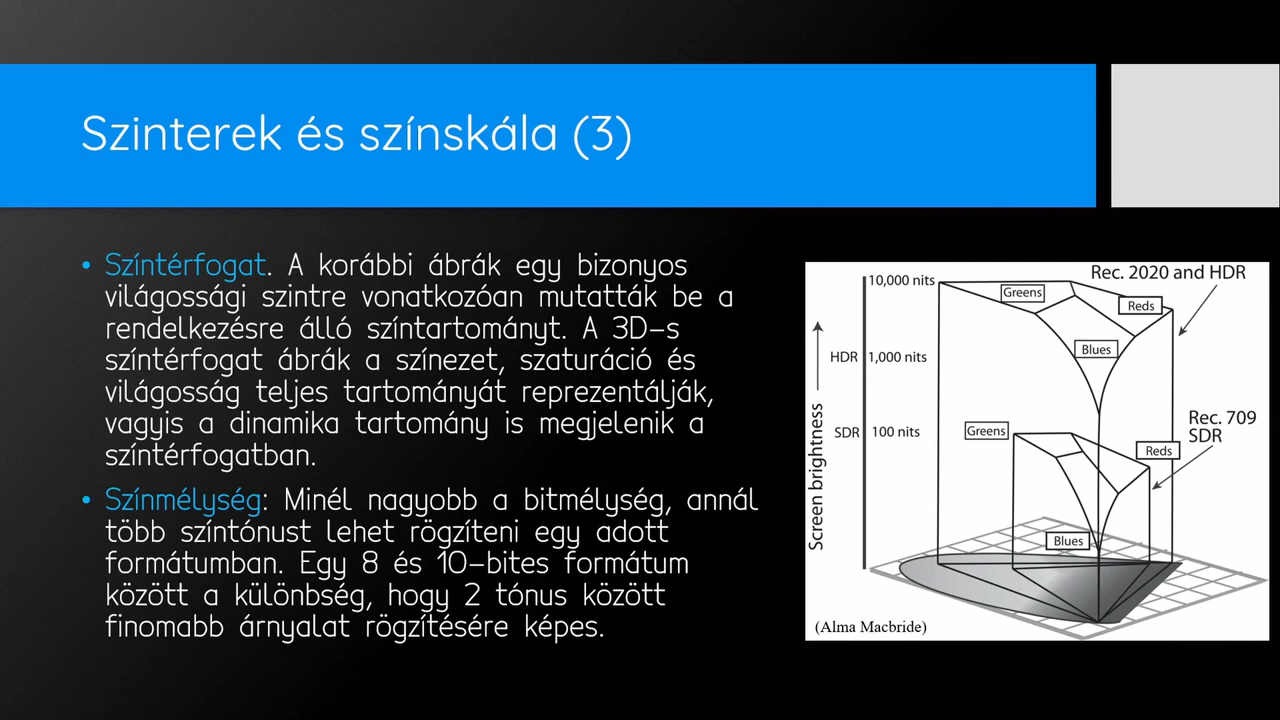 Szinterek és színskála (3)
• Színtérfogat. A korábbi ábrák egy bizonyos
világossági szintre vonatkozóan mutatták be a
rendelkezésre álló színtartományt. A 3D-s
színtérfogat ábrák a színezet, szaturáció és
világosság teljes tartományát reprezentálják,
vagyis a dinamika tartomány is megjelenik a
színtérfogatban.
• Színmélység: Minél nagyobb a bitmélység, annál
több színtónust lehet rögzíteni egy adott
formátumban. Egy 8 és 10-bites formátum
között a különbség, hogy 2 tónus között
finomabb árnyalat rögzítésére képes.
Rec. 2020 and HDR
10,000 nits
Greens
Reds
Blues
HDR
1,000 nits
Rec. 709
SDR
SDR
100 nits
Greens
Reds
Blues
Screen brightness
(Alma Macbride)